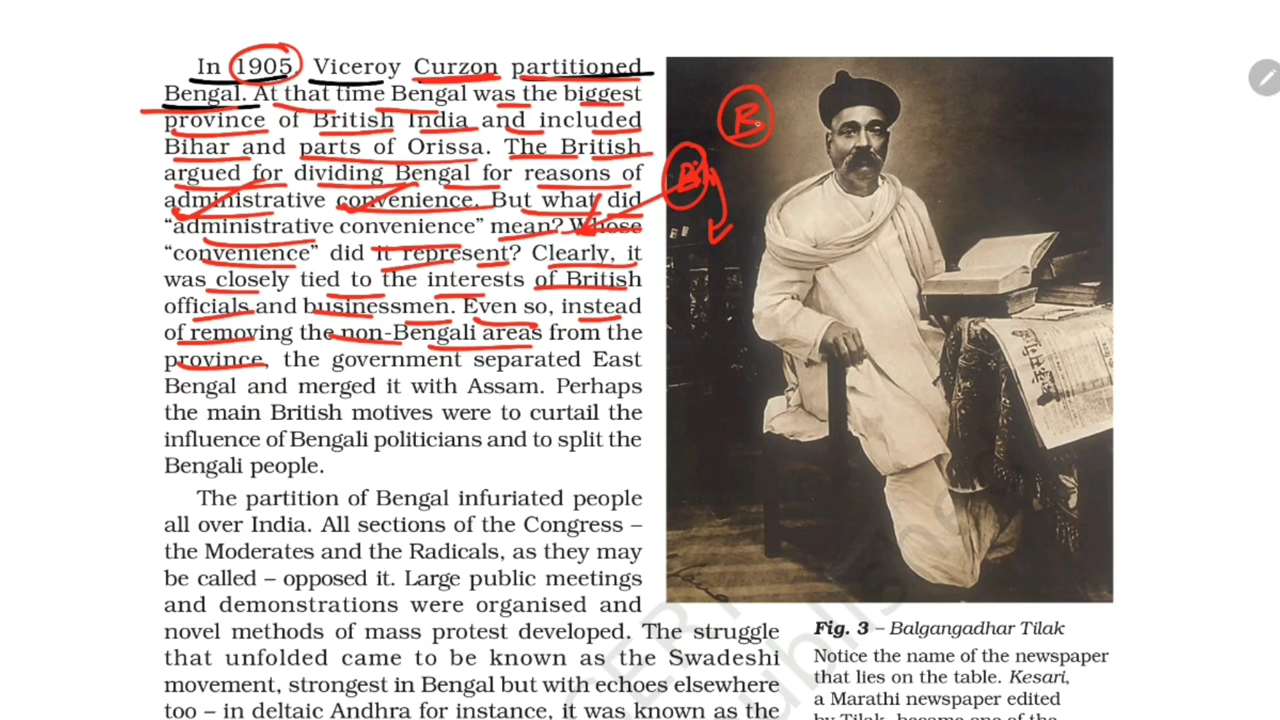 In 1905 Viceroy Curzon partitioned
Bengal. At that time Bengal was the biggest
province of British India and included
Bihar and parts of Orissa. The British
argued for dividing Bengal for reasons of
administrative convenience. But what did
“administrative convenience” mean? Whose
“convenience” did it represent? Clearly, it
was closely tied to the interests of British
officials and businessmen. Even so, instead
of removing the non-Bengali areas from the
province, the government separated East
Bengal and merged it with Assam. Perhaps
the main British motives were to curtail the
influence of Bengali politicians and to split the
Bengali people.
The partition of Bengal infuriated people
all over India. All sections of the Congress –
the Moderates and the Radicals, as they may
be called – opposed it. Large public meetings
and demonstrations were organised and
novel methods of mass protest developed. The struggle
that unfolded came to be known as the Swadeshi
movement, strongest in Bengal but with echoes elsewhere
too – in deltaic Andhra for instance, it was known as the
B
Fig. 3 – Balgangadhar Tilak
Notice the name of the newspaper
that lies on the table. Kesari,
a Marathi newspaper edited
by Tilak, became one of the